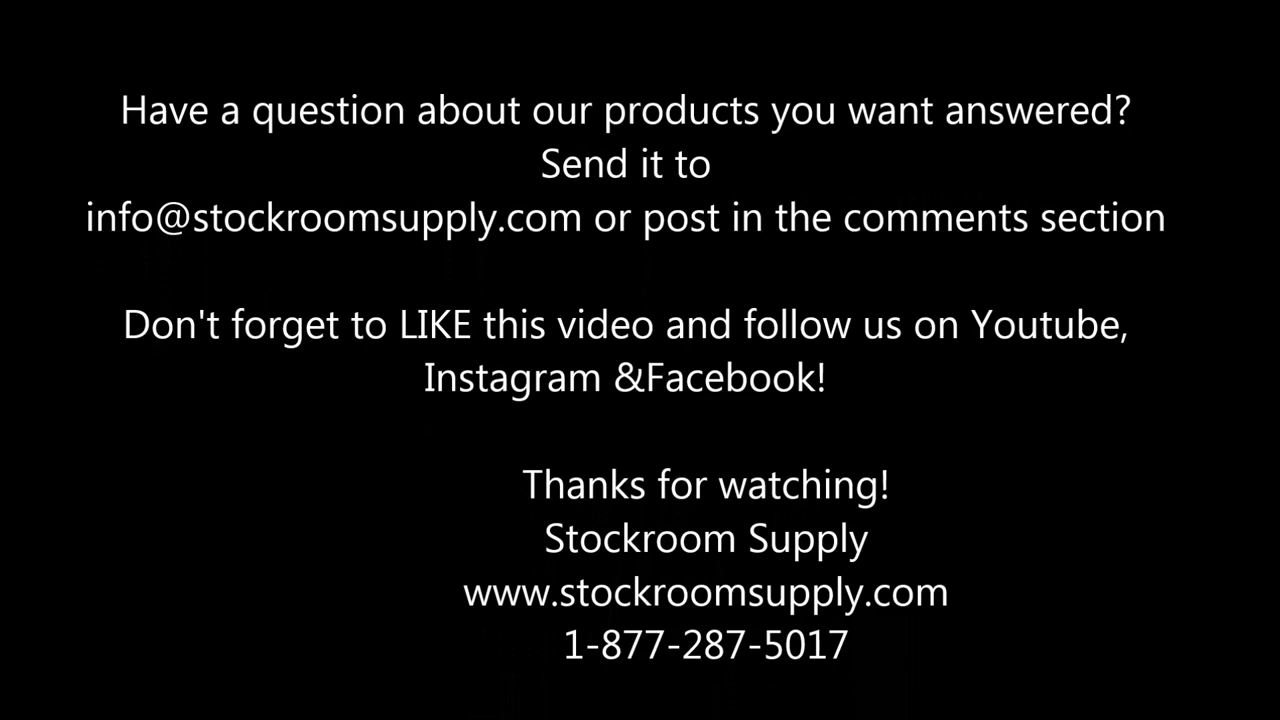 Have a question about our products you want answered?
Send it to
info@stockroomsupply.com or post in the comments section
Don't forget to LIKE this video and follow us on Youtube,
Instagram &Facebook!
Thanks for watching!
Stockroom Supply
www.stockroomsupply.com
1-877-287-5017